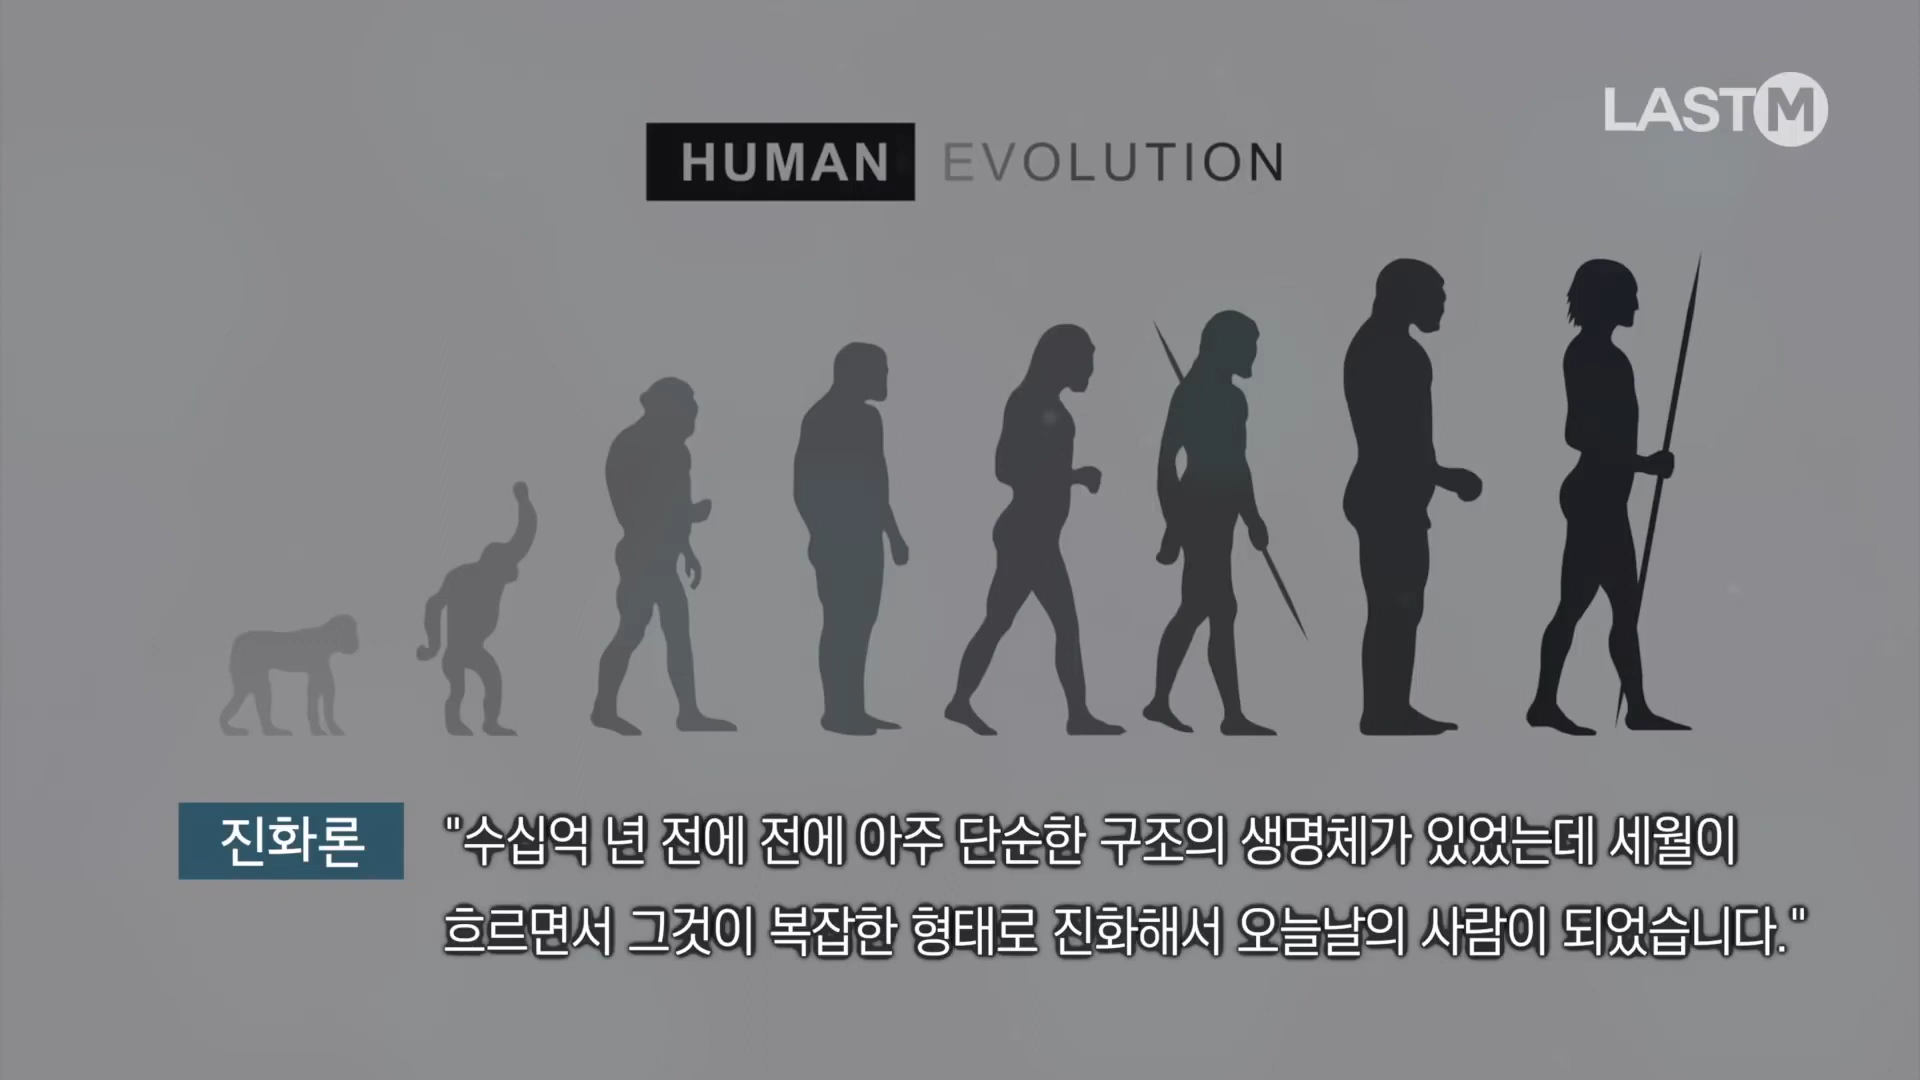 LASTM
HUMAN EVOLUTION
진화론
"수십억 년 전에 전에 아주 단순한 구조의 생명체가 있었는데 세월이
흐르면서 그것이 복잡한 형태로 진화해서 오늘날의 사람이 되었습니다."